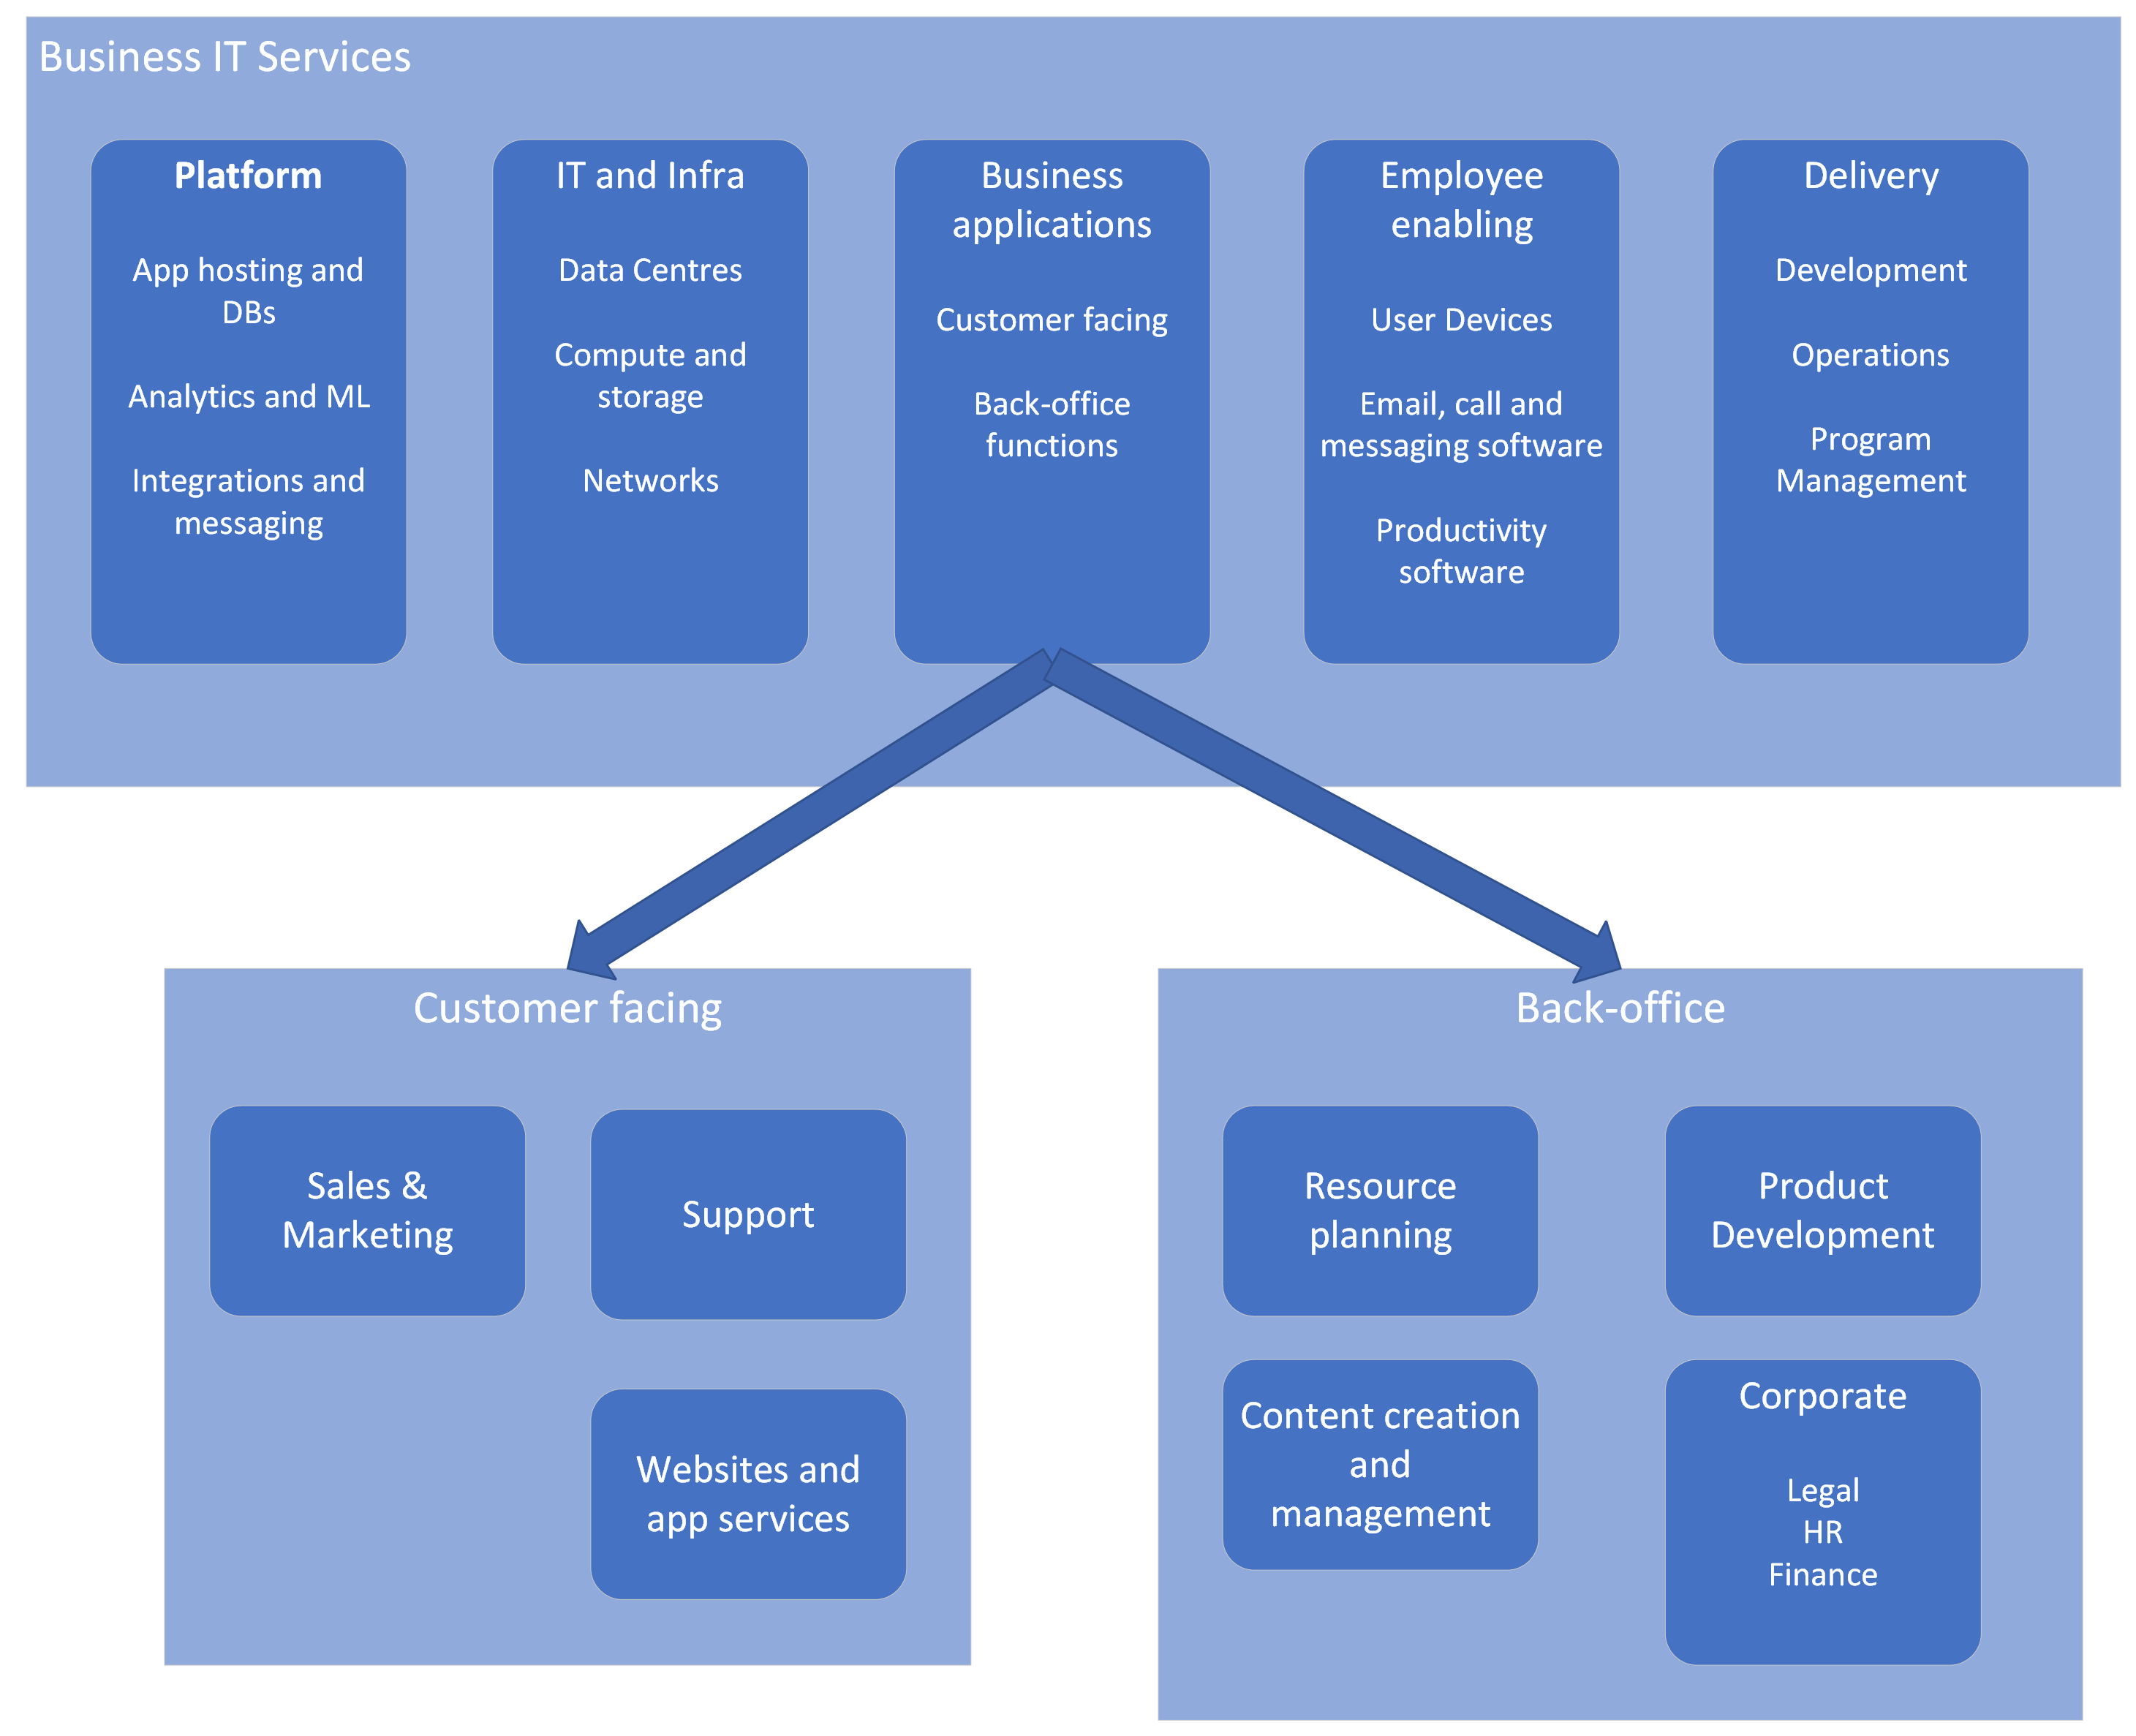 Business IT Services
Platform
App hosting and
DBs
Analytics and ML
Integrations and
messaging
IT and Infra
Data Centres
Compute and
storage
Networks
Business
applications
Customer facing
Back-office
functions
Employee
enabling
User Devices
Email, call and
messaging software
Productivity
software
Delivery
Development
Operations
Program
Management
Customer facing
Sales &
Marketing
Support
Websites and
app services
Back-office
Resource
planning
Product
Development
Content creation
and
management
Corporate
Legal
HR
Finance